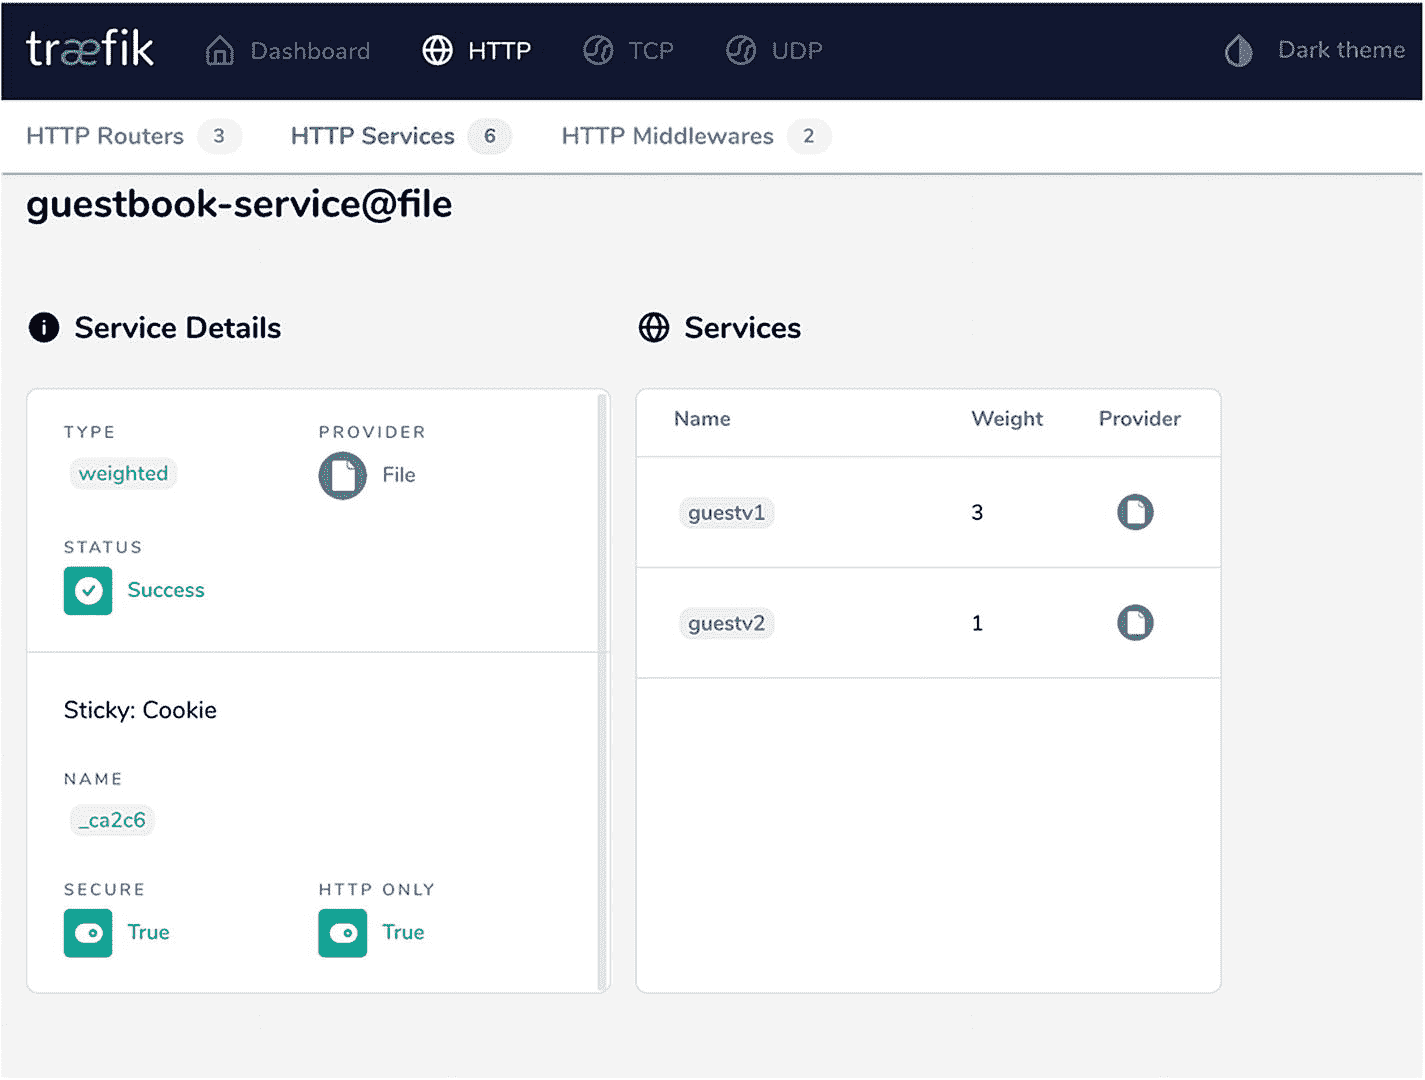 træfik Dashboard HTTP TCP UDP Dark theme
HTTP Routers 3 HTTP Services 6 HTTP Middlewares 2
guestbook-service@file
Service Details
TYPE PROVIDER
weighted File
STATUS
Success
Sticky: Cookie
NAME
_ca2c6
SECURE HTTP ONLY
True True
Services
Name Weight Provider
guestv1 3
guestv2 1